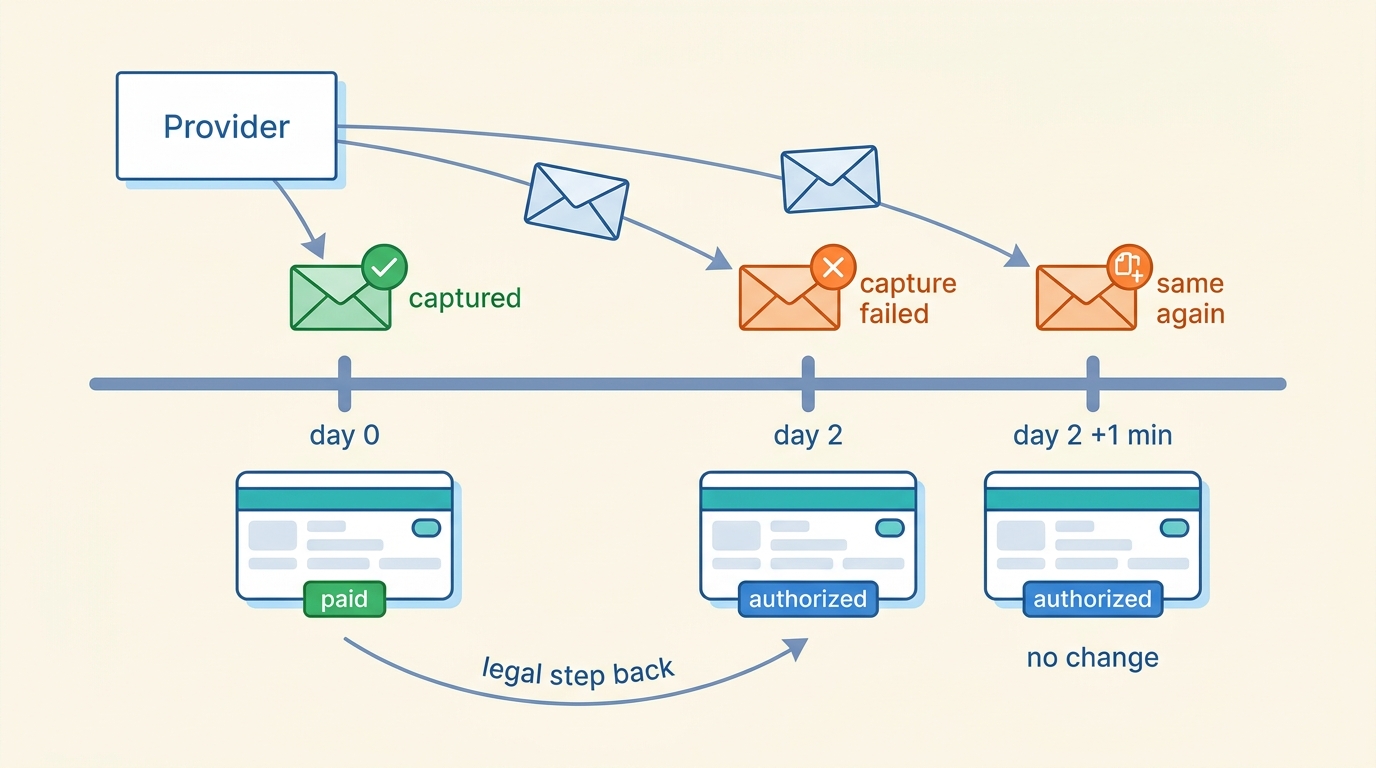 Provider
captured
capture
failed
same
again
day 0
day 2
day 2 +1 min
paid
authorized
authorized
legal step back
no change